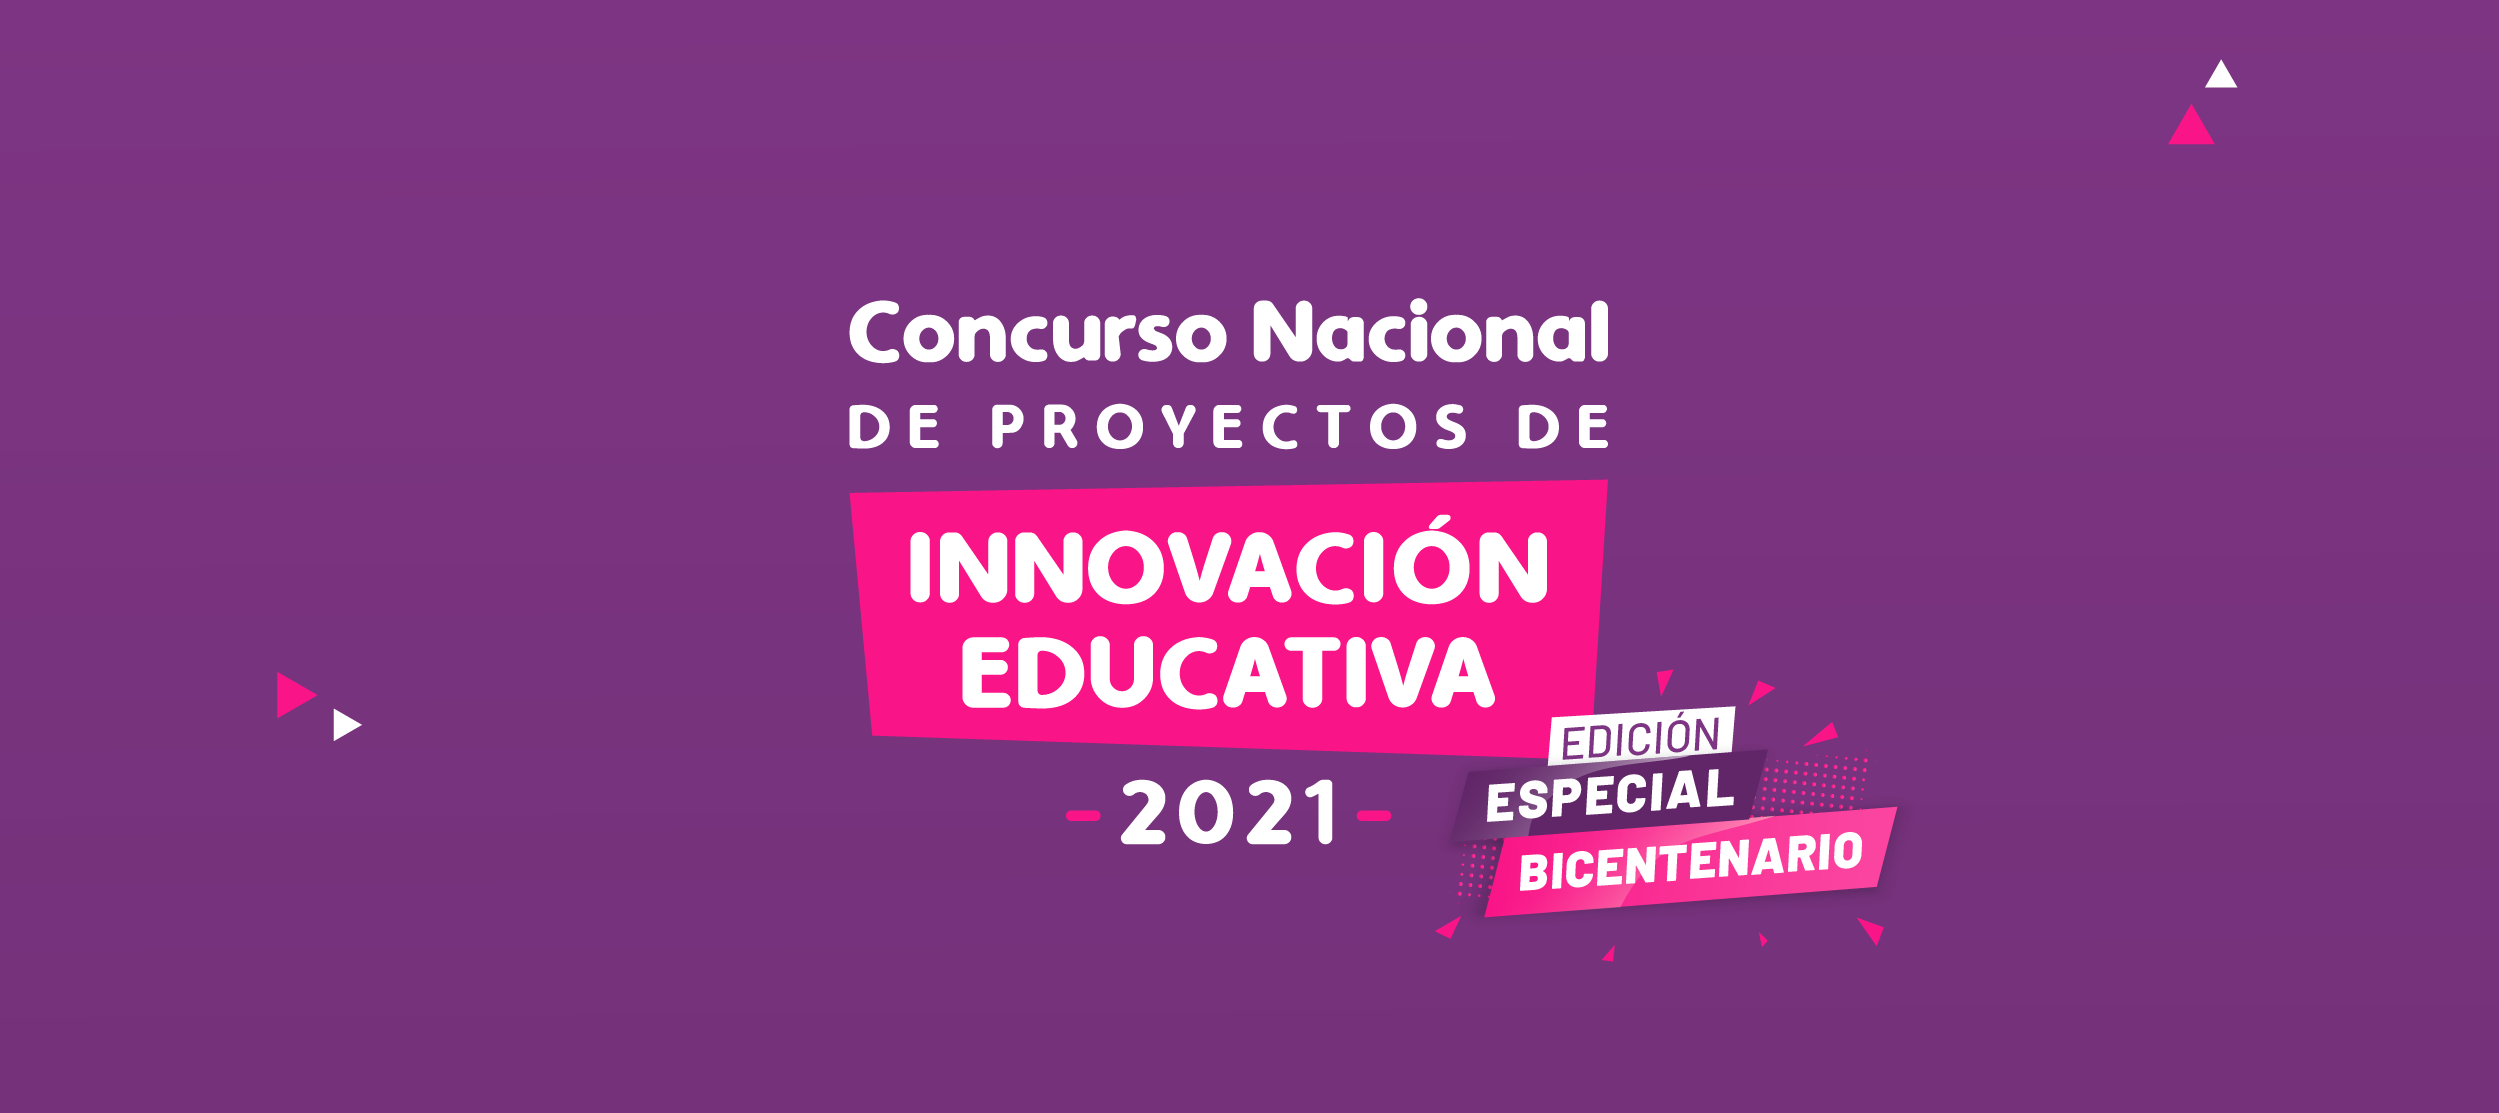 Concurso Nacional
DE PROYECTOS DE
INNOVACIÓN
EDUCATIVA
2021
EDICIÓN
ESPECIAL
BICENTENARIO